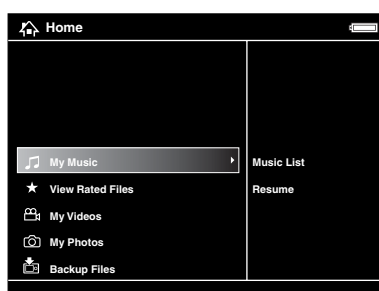 Home
My Music
Music List
View Rated Files
Resume
My Videos
My Photos
Backup Files